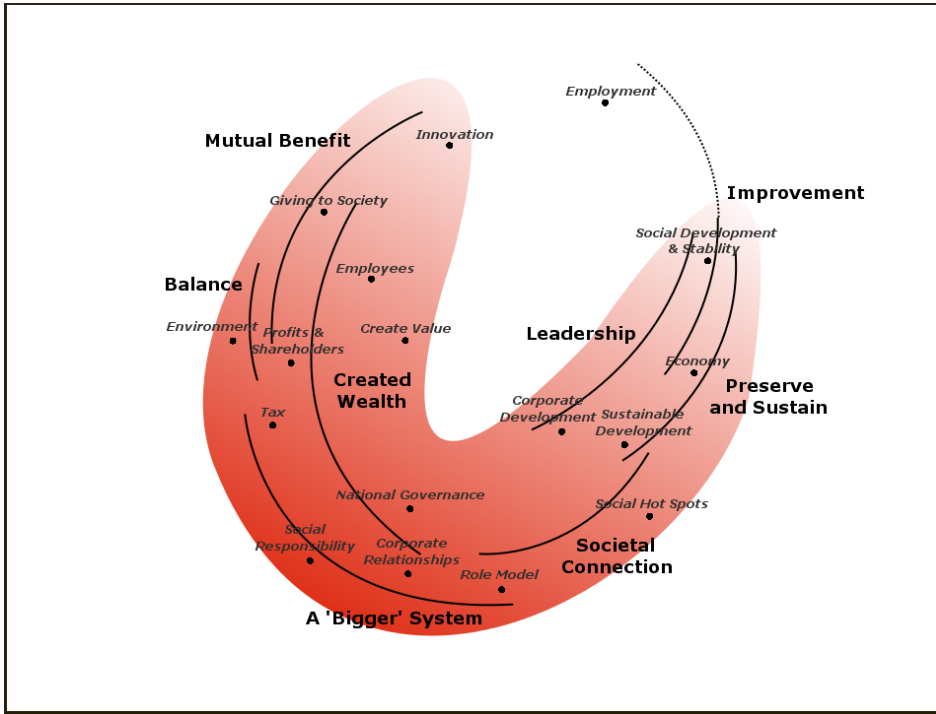 Employment
Innovation
Mutual Benefit
Improvement
Giving to Society
Social Development
& Stability
Employees
Balance
Environment
Profits &
Shareholders
Create Value
Leadership
Economy
Created
Wealth
Preserve
and Sustain
Corporate
Development
Sustainable
Development
Tax
National Governance
Social Hot Spots
Social
Responsibility
Corporate
Relationships
Societal
Connection
Role Model
A 'Bigger' System